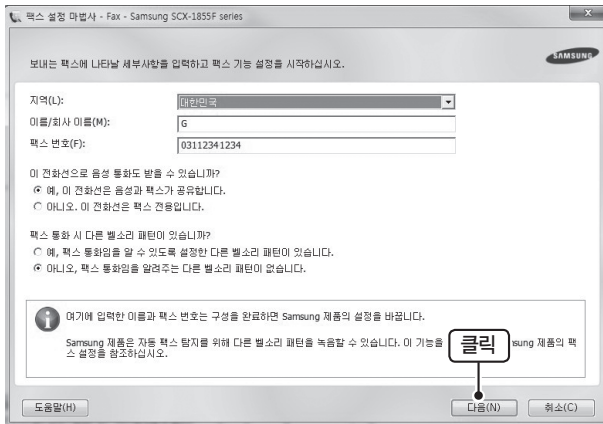 팩스 설정 마법사 - Fax - Samsung SCX-1855F series
보내는 팩스에 나타날 세부사항을 입력하고 팩스 기능 설정을 시작하십시오.
SAMSUNG
지역(L): 대한민국
이름/회사 이름(M): G
팩스 번호(F): 03112341234
이 전화선으로 음성 통화도 받을 수 있습니까?
예, 이 전화선은 음성과 팩스가 공유합니다.
아니오. 이 전화선은 팩스 전용입니다.
팩스 통화 시 다른 벨소리 패턴이 있습니까?
예, 팩스 통화임을 알 수 있도록 설정한 다른 벨소리 패턴이 있습니다.
아니오, 팩스 통화임을 알려주는 다른 벨소리 패턴이 없습니다.
여기에 입력한 이름과 팩스 번호는 구성을 완료하면 Samsung 제품의 설정을 바꿉니다.
Samsung 제품은 자동 팩스 탐지를 위해 다른 벨소리 패턴을 녹음할 수 있습니다. 이 기능을 제품의 팩
스 설정을 참조하십시오.
클릭
도움말(H) 다음(N) 취소(C)